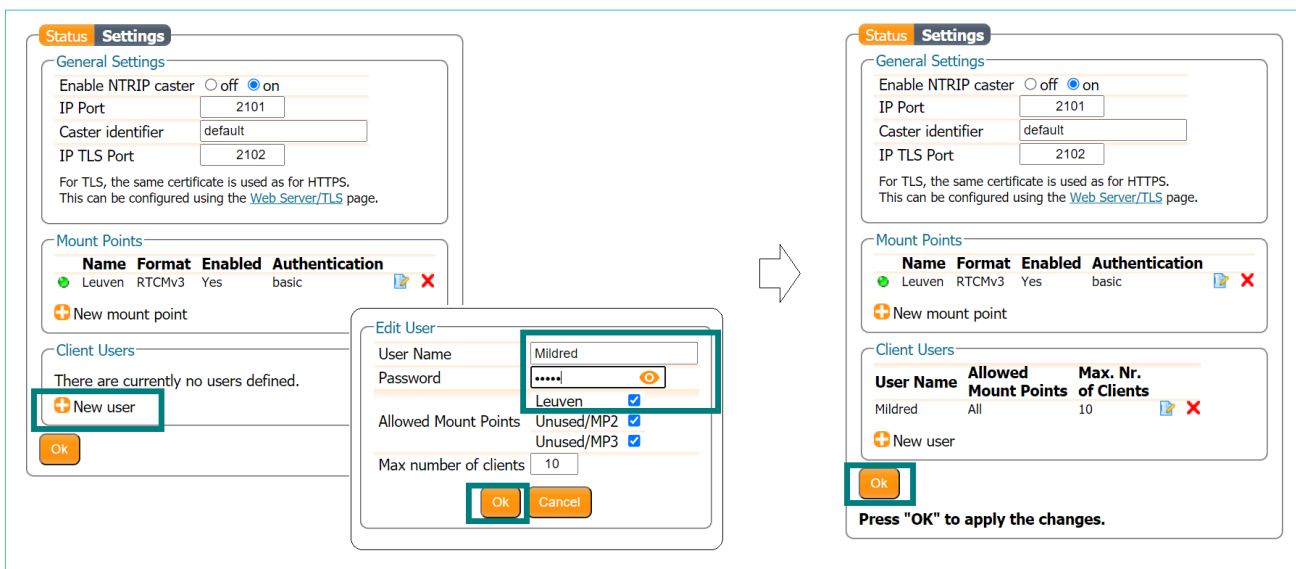 Status Settings
General Settings
Enable NTRIP caster off on
IP Port 2101
Caster identifier default
IP TLS Port 2102
For TLS, the same certificate is used as for HTTPS.
This can be configured using the Web Server/TLS page.
Mount Points
Name Format Enabled Authentication
Leuven RTCMv3 Yes basic
New mount point
Client Users
There are currently no users defined.
New user
Ok
Edit User
User Name Mildred
Password •••••
Allowed Mount Points
Leuven
Unused/MP2
Unused/MP3
Max number of clients 10
Ok Cancel
Status Settings
General Settings
Enable NTRIP caster off on
IP Port 2101
Caster identifier default
IP TLS Port 2102
For TLS, the same certificate is used as for HTTPS.
This can be configured using the Web Server/TLS page.
Mount Points
Name Format Enabled Authentication
Leuven RTCMv3 Yes basic
New mount point
Client Users
User Name Allowed Mount Points Max. Nr. of Clients
Mildred All 10
New user
Ok
Press "OK" to apply the changes.